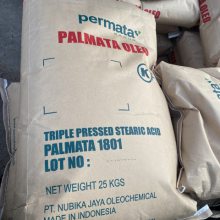 permata
PALMATA OLEO
K
TRIPLE PRESSED STEARIC ACID
PALMATA 1801
LOT NO :
NET WEIGHT 25 KGS
PT. NUBIKA JAYA OLEOCHEMICAL
MADE IN INDONESIA